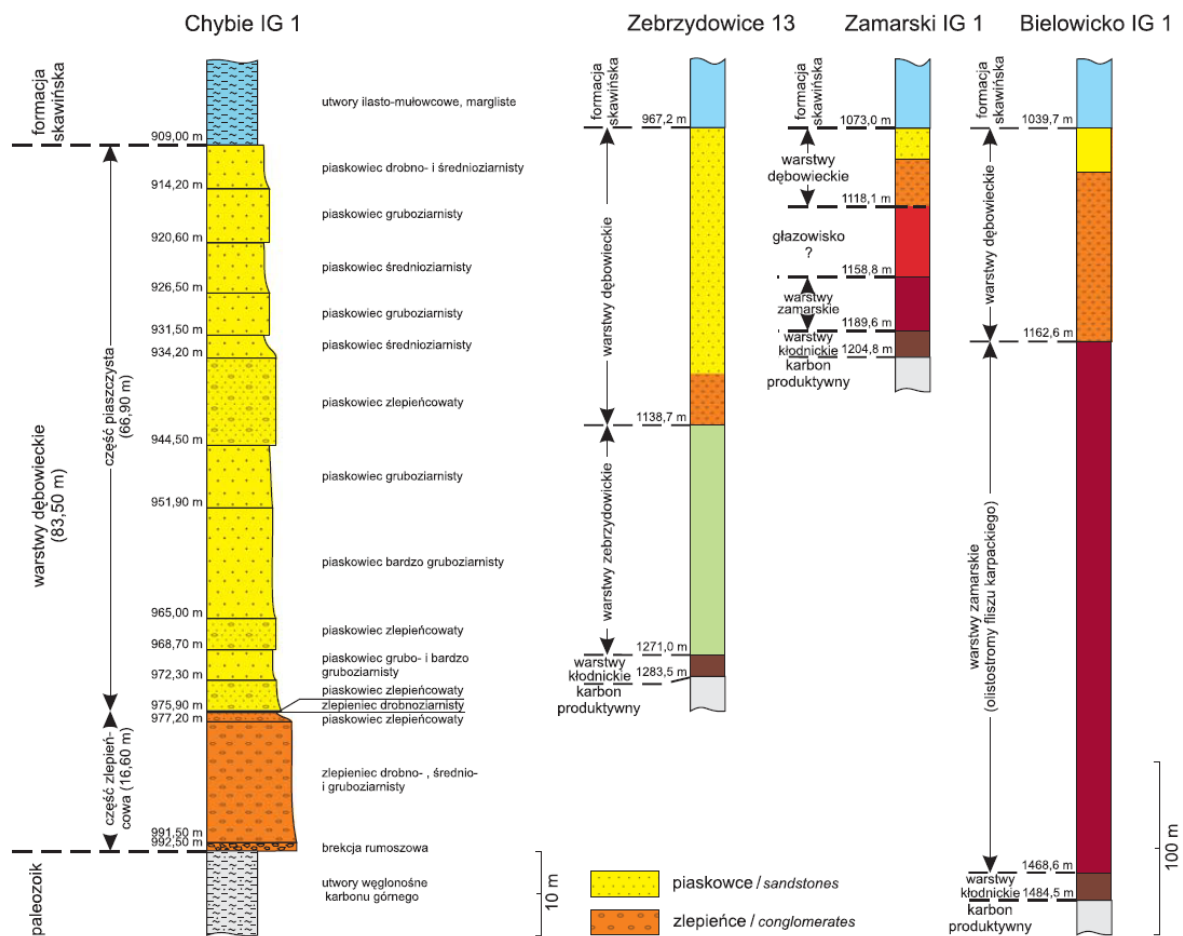 Chybie IG 1
formacja
skawińska
909,00 m
914,20 m
920,60 m
926,50 m
931,50 m
934,20 m
944,50 m
951,90 m
965,00 m
968,70 m
972,30 m
975,90 m
977,20 m
991,50 m
992,50 m
warstwy dębowieckie
(83,50 m)
część piaszczysta
(66,90 m)
część zlepień-
cowa (16,60 m)
paleozoik
utwory ilasto-mułowcowe, margliste
piaskowiec drobno- i średnioziarnisty
piaskowiec gruboziarnisty
piaskowiec średnioziarnisty
piaskowiec gruboziarnisty
piaskowiec średnioziarnisty
piaskowiec zlepieńcowaty
piaskowiec gruboziarnisty
piaskowiec bardzo gruboziarnisty
piaskowiec zlepieńcowaty
piaskowiec grubo- i bardzo
gruboziarnisty
piaskowiec zlepieńcowaty
zlepieniec drobnoziarnisty
piaskowiec zlepieńcowaty
zlepieniec drobno- , średnio-
i gruboziarnisty
brekcja rumoszowa
utwory węglonośne
karbonu górnego
10 m
Zebrzydowice 13
formacja
skawińska
967,2 m
warstwy dębowieckie
1138,7 m
warstwy zebrzydowickie
1271,0 m
warstwy
kłodnickie
1283,5 m
karbon
produktywny
Zamarski IG 1
formacja
skawińska
1073,0 m
warstwy
dębowieckie
1118,1 m
głazowisko
?
1158,8 m
warstwy
zamarskie
1189,6 m
warstwy
kłodnickie
1204,8 m
karbon
produktywny
Bielowicko IG 1
formacja
skawińska
1039,7 m
warstwy dębowieckie
1162,6 m
warstwy zamarskie
(olistostromy fliszu karpackiego)
1468,6 m
warstwy
kłodnickie
1484,5 m
karbon
produktywny
100 m
piaskowce / sandstones
zlepieńce / conglomerates